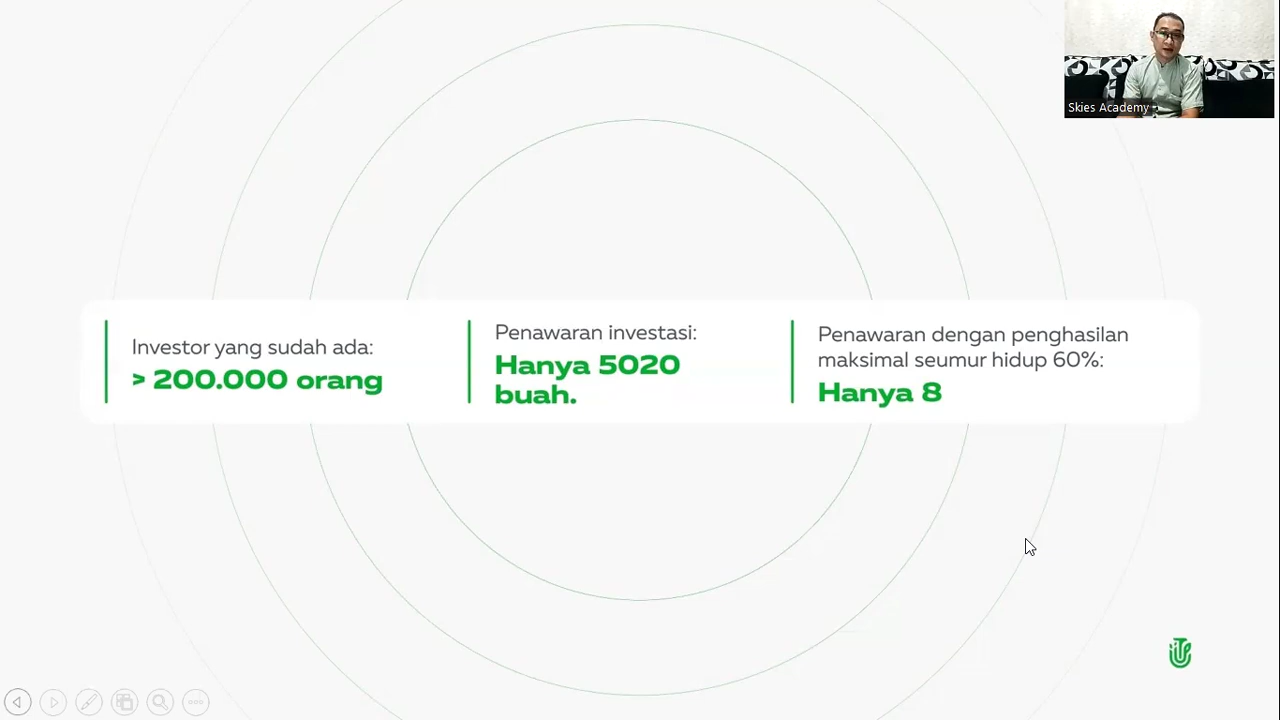 Skies Academy
Investor yang sudah ada:
> 200.000 orang
Penawaran investasi:
Hanya 5020
buah.
Penawaran dengan penghasilan
maksimal seumur hidup 60%:
Hanya 8